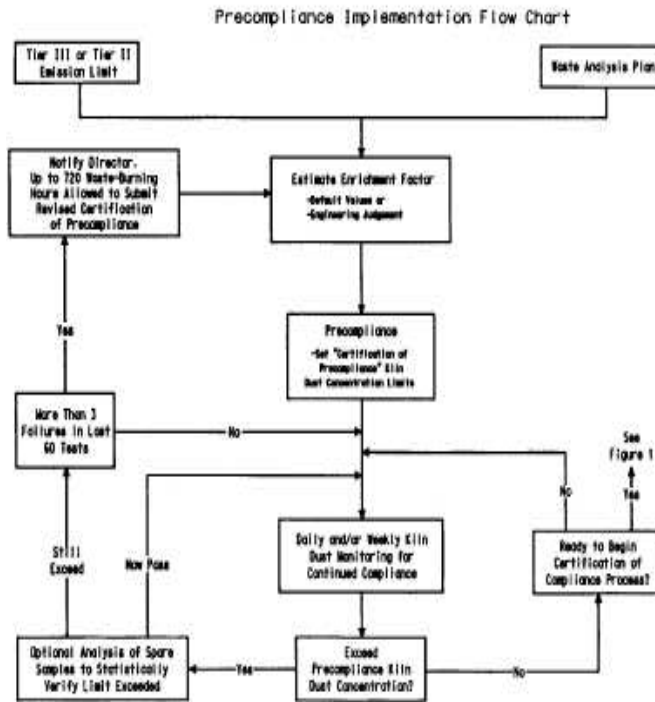 Precompliance Implementation Flow Chart
Tier III or Tier II
Emission Limit
Waste Analysis Plan
Notify Director.
Up to 720 Waste-Burning
Hours Allowed to Submit
Revised Certification
of Precompliance
Estimate Enrichment Factor
-Default Values or
-Engineering Judgment
Yes
Precompliance
-Set "Certification of
Precompliance" Kiln
Dust Concentration Limits
More Than 3
Failures in Last
60 Tests
No
See
Figure 1
No
Yes
Still
Exceed
Now Pass
Daily and/or Weekly Kiln
Dust Monitoring for
Continued Compliance
Ready to Begin
Certification of
Compliance Process?
Optional Analysis of Spare
Samples to Statistically
Verify Limit Exceeded
Yes
Exceed
Precompliance Kiln
Dust Concentration?
No